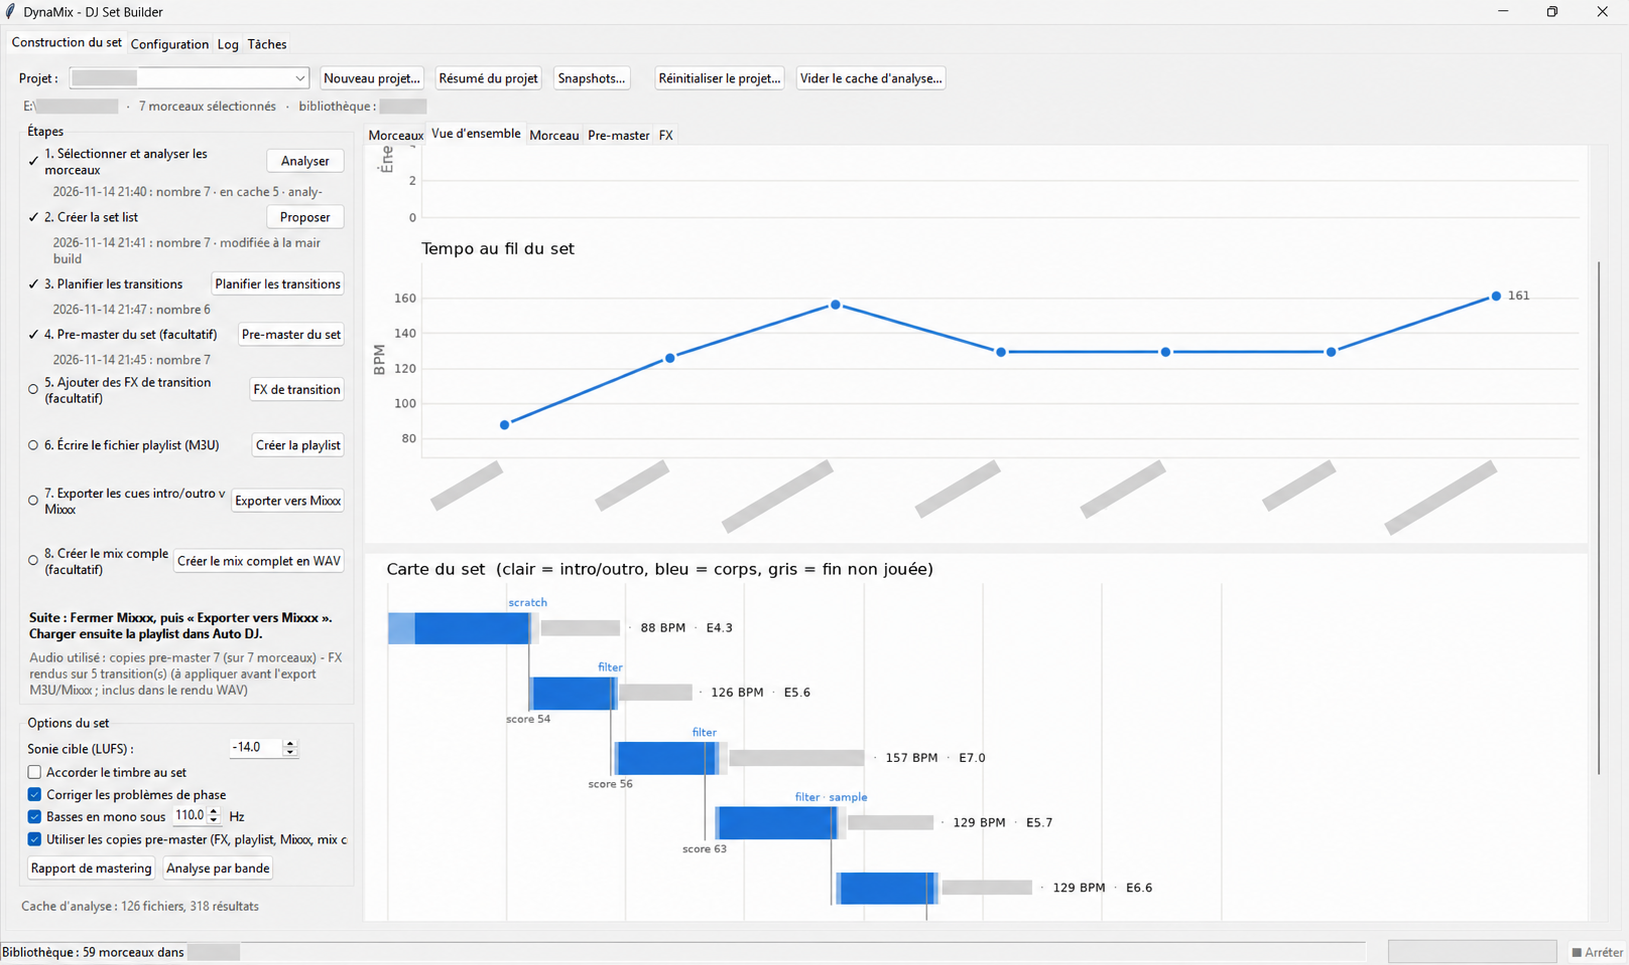 DynaMix - DJ Set Builder
Construction du set Configuration Log Tâches
Projet : Nouveau projet... Résumé du projet Snapshots... Réinitialiser le projet... Vider le cache d'analyse...
E:\ · 7 morceaux sélectionnés · bibliothèque :
Étapes
✓ 1. Sélectionner et analyser les
morceaux
Analyser
2026-11-14 21:40 : nombre 7 · en cache 5 · analy-
✓ 2. Créer la set list
Proposer
2026-11-14 21:41 : nombre 7 · modifiée à la mair
build
✓ 3. Planifier les transitions
Planifier les transitions
2026-11-14 21:47 : nombre 6
✓ 4. Pre-master du set (facultatif)
Pre-master du set
2026-11-14 21:45 : nombre 7
5. Ajouter des FX de transition
(facultatif)
FX de transition
6. Écrire le fichier playlist (M3U)
Créer la playlist
7. Exporter les cues intro/outro v
Mixxx
Exporter vers Mixxx
8. Créer le mix comple
(facultatif)
Créer le mix complet en WAV
Suite : Fermer Mixxx, puis « Exporter vers Mixxx ».
Charger ensuite la playlist dans Auto DJ.
Audio utilisé : copies pre-master 7 (sur 7 morceaux) - FX
rendus sur 5 transition(s) (à appliquer avant l'export
M3U/Mixxx ; inclus dans le rendu WAV)
Options du set
Sonie cible (LUFS) : -14.0
Accorder le timbre au set
Corriger les problèmes de phase
Basses en mono sous 110.0 Hz
Utiliser les copies pre-master (FX, playlist, Mixxx, mix c
Rapport de mastering Analyse par bande
Cache d'analyse : 126 fichiers, 318 résultats
Morceaux Vue d'ensemble Morceau Pre-master FX
2
0
Tempo au fil du set
BPM
160
140
120
100
80
161
Carte du set (clair = intro/outro, bleu = corps, gris = fin non jouée)
scratch
· 88 BPM · E4.3
filter
· 126 BPM · E5.6
score 54
filter
· 157 BPM · E7.0
score 56
filter · sample
· 129 BPM · E5.7
score 63
· 129 BPM · E6.6
Bibliothèque : 59 morceaux dans
Arrêter